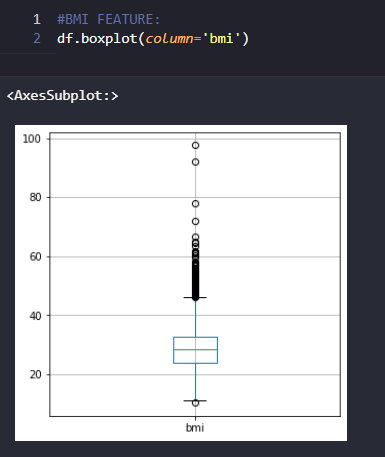 1 #BMI FEATURE:
2 df.boxplot(column='bmi')
<AxesSubplot:>
100
80
60
40
20
bmi